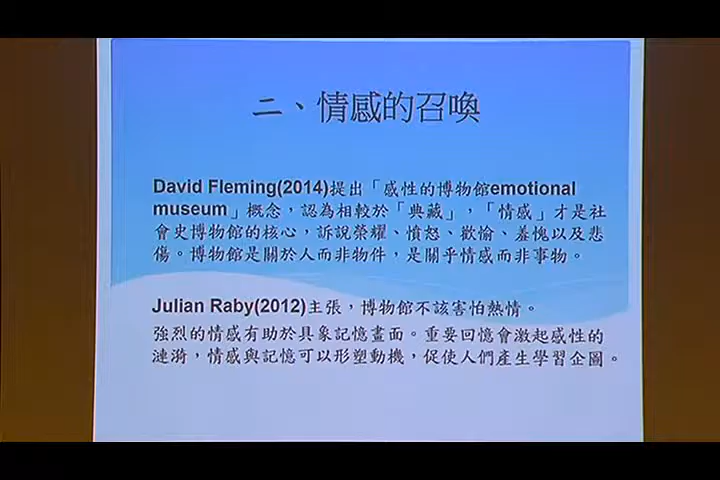 二、情感的召喚
David Fleming(2014)提出「感性的博物館emotional
museum」概念，認為相較於「典藏」，「情感」才是社
會史博物館的核心，訴說榮耀、憤怒、歡愉、羞愧以及悲
傷。博物館是關於人而非物件，是關乎情感而非事物。
Julian Raby(2012)主張，博物館不該害怕熱情。
強烈的情感有助於具象記憶畫面。重要回憶會激起感性的
漣漪，情感與記憶可以形塑動機，促使人們產生學習企圖。